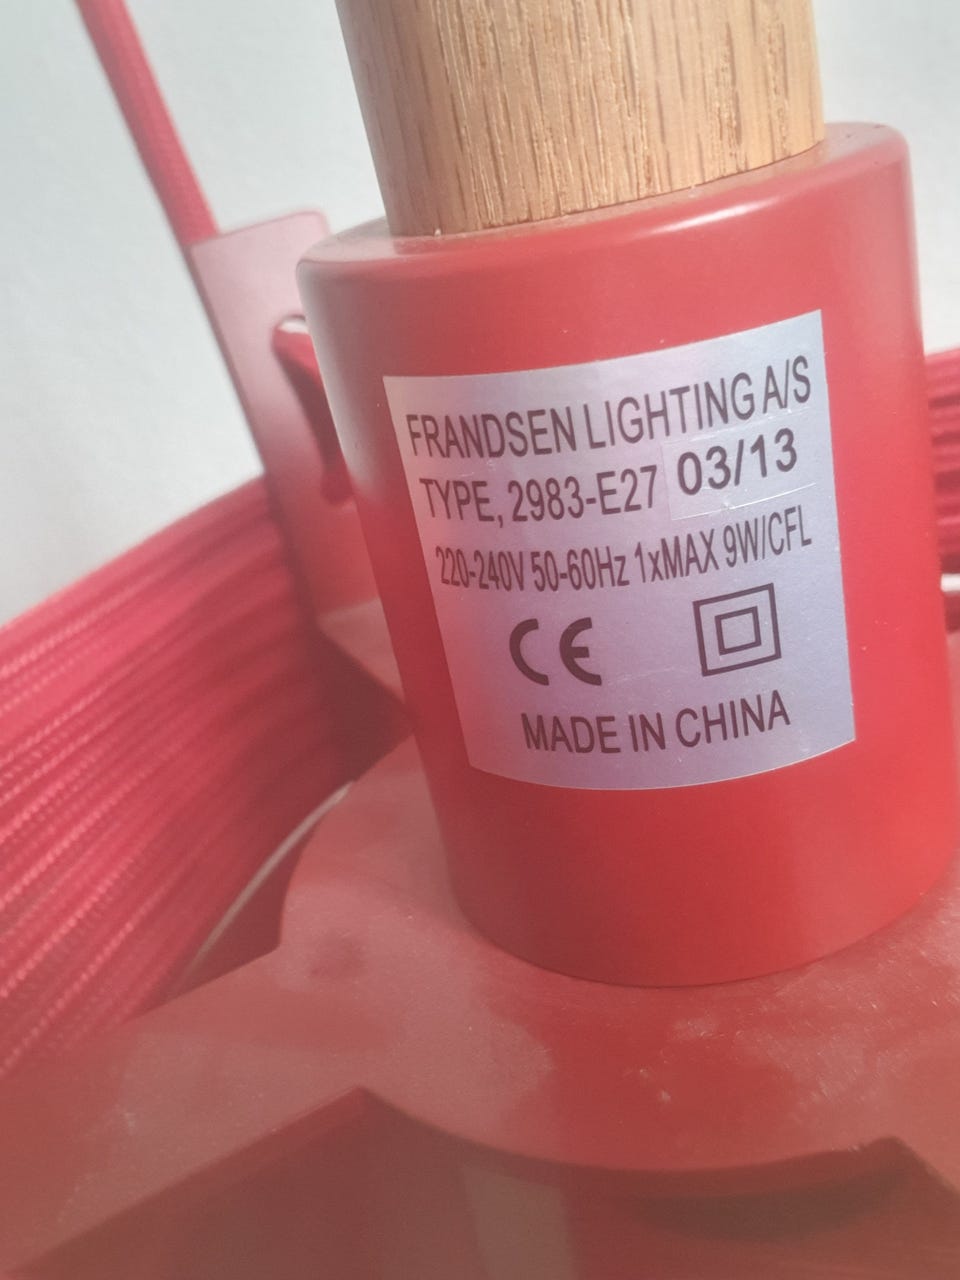 FRANDSEN LIGHTING A/S
TYPE, 2983-E27 03/13
220-240V 50-60Hz 1xMAX 9W/CFL
CE
MADE IN CHINA